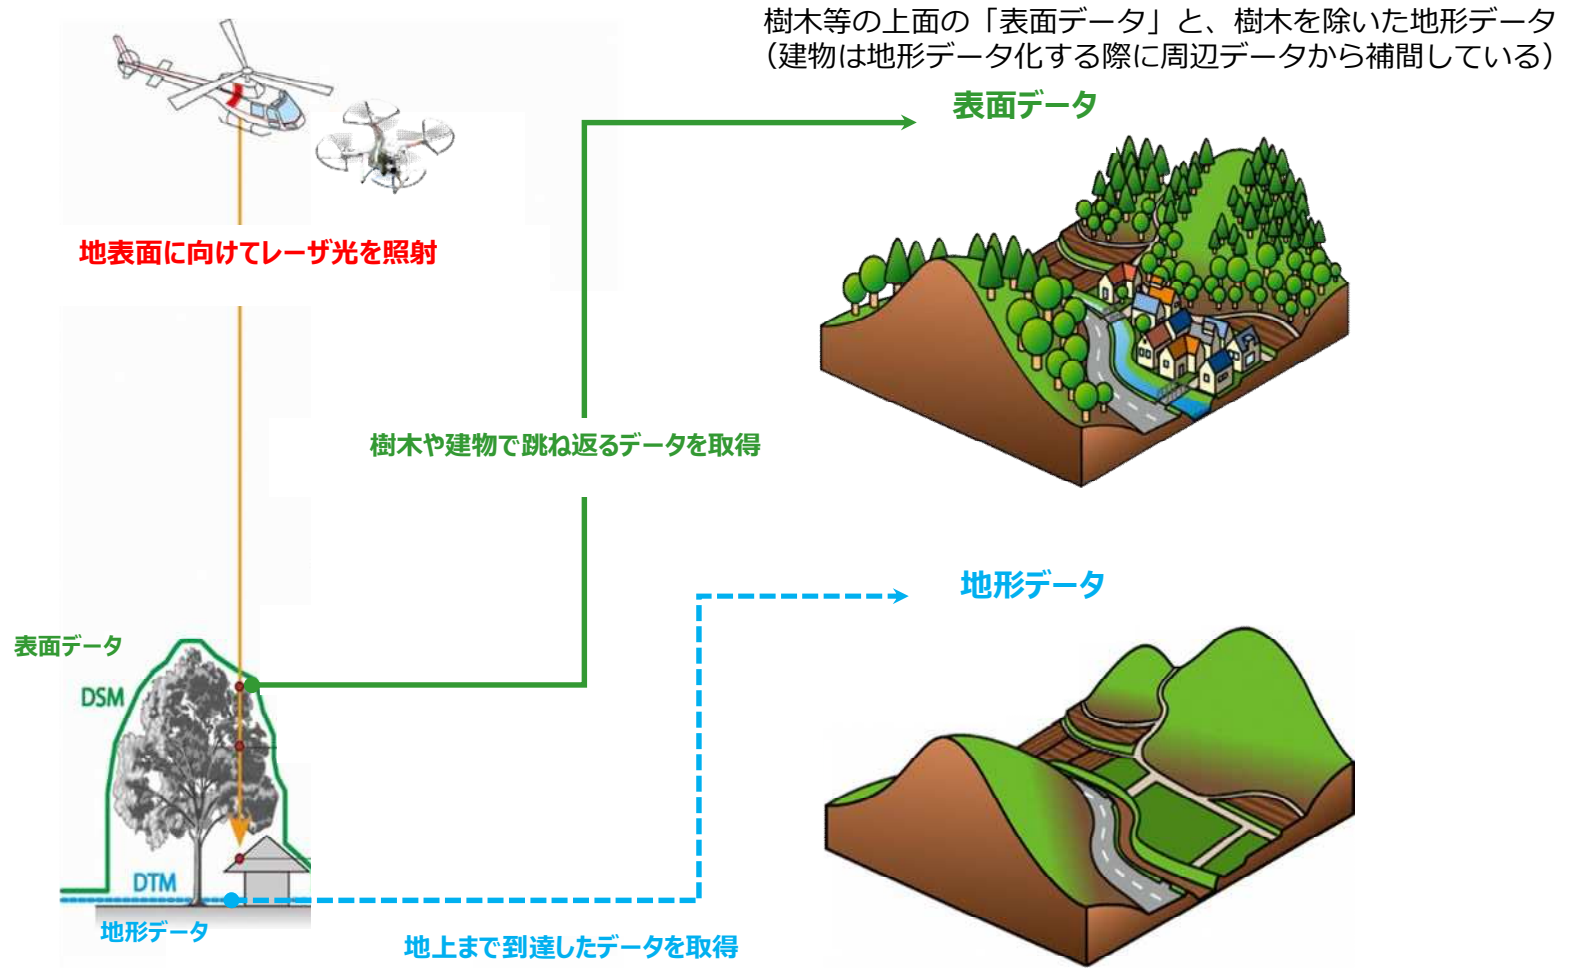 樹木等の上面の「表面データ」と、樹木を除いた地形データ
（建物は地形データ化する際に周辺データから補間している）
表面データ
地表面に向けてレーザ光を照射
樹木や建物で跳ね返るデータを取得
地形データ
表面データ
DSM
DTM
地形データ
地上まで到達したデータを取得